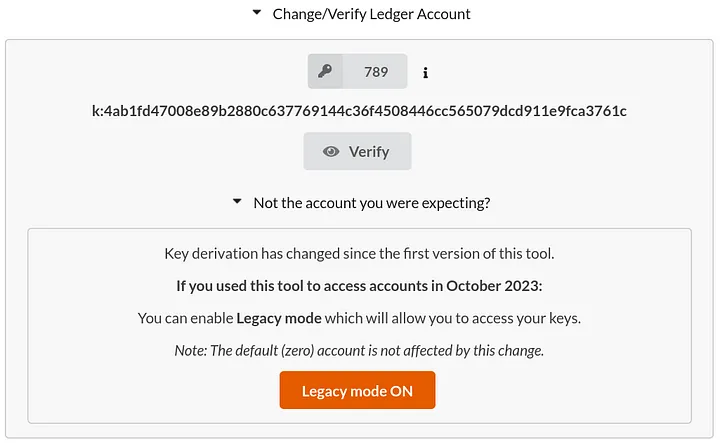 Change/Verify Ledger Account
789
k:4ab1fd47008e89b2880c637769144c36f4508446cc565079dcd911e9fca3761c
Verify
Not the account you were expecting?
Key derivation has changed since the first version of this tool.
If you used this tool to access accounts in October 2023:
You can enable Legacy mode which will allow you to access your keys.
Note: The default (zero) account is not affected by this change.
Legacy mode ON